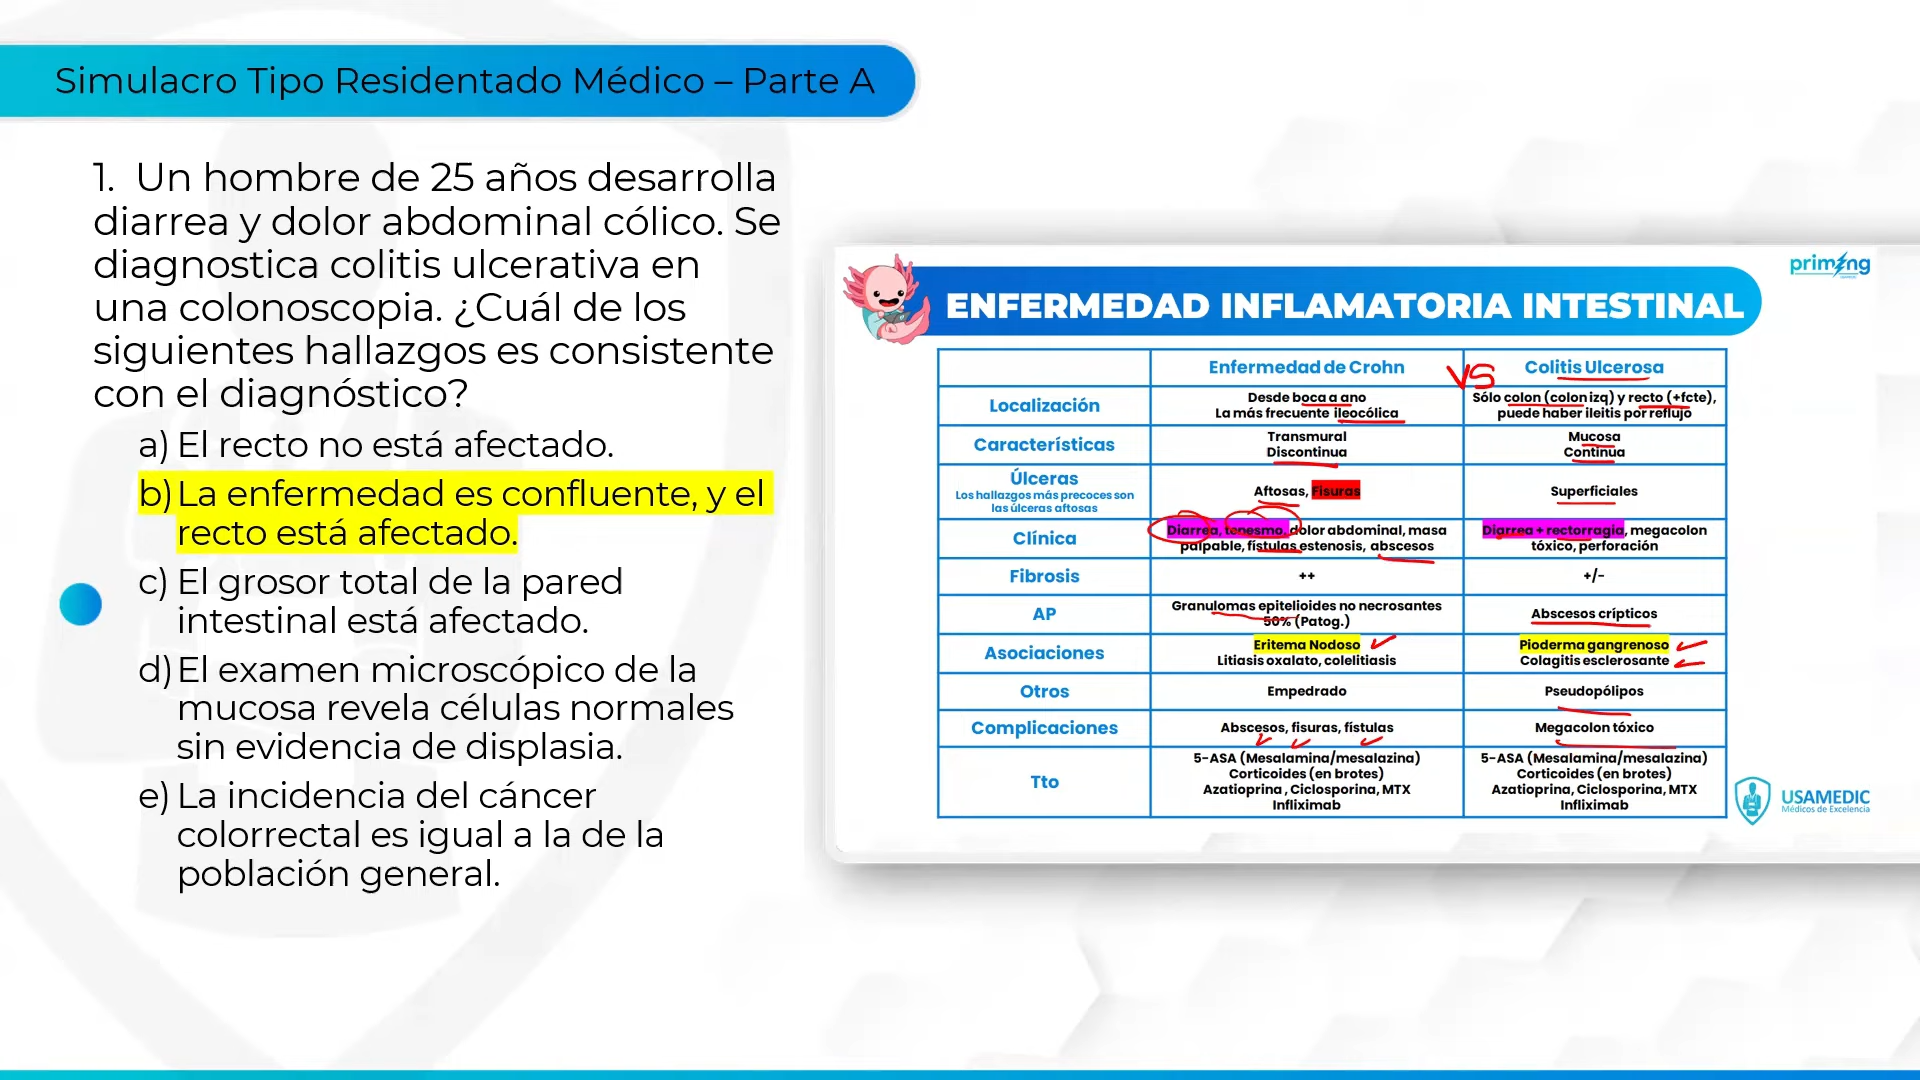 Simulacro Tipo Residentado Médico – Parte A
1. Un hombre de 25 años desarrolla
diarrea y dolor abdominal cólico. Se
diagnostica colitis ulcerativa en
una colonoscopia. ¿Cuál de los
siguientes hallazgos es consistente
con el diagnóstico?
a) El recto no está afectado.
b) La enfermedad es confluente, y el
recto está afectado.
c) El grosor total de la pared
intestinal está afectado.
d) El examen microscópico de la
mucosa revela células normales
sin evidencia de displasia.
e) La incidencia del cáncer
colorrectal es igual a la de la
población general.
priming
ENFERMEDAD INFLAMATORIA INTESTINAL
Enfermedad de Crohn VS Colitis Ulcerosa
Localización
Desde boca a ano
La más frecuente ileocólica
Sólo colon (colon izq) y recto (+fcte),
puede haber ileitis por reflujo
Características
Transmural
Discontinua
Mucosa
Continua
Úlceras
Los hallazgos más precoces son
las úlceras aftosas
Aftosas, Fisuras
Superficiales
Clínica
Diarrea, tenesmo, dolor abdominal, masa
palpable, fístulas estenosis, abscesos
Diarrea + rectorragia, megacolon
tóxico, perforación
Fibrosis
++
+/-
AP
Granulomas epitelioides no necrosantes
50% (Patog.)
Abscesos crípticos
Asociaciones
Eritema Nodoso
Litiasis oxalato, colelitiasis
Pioderma gangrenoso
Colagitis esclerosante
Otros
Empedrado
Pseudopólipos
Complicaciones
Abscesos, fisuras, fístulas
Megacolon tóxico
Tto
5-ASA (Mesalamina/mesalazina)
Corticoides (en brotes)
Azatioprina , Ciclosporina, MTX
Infliximab
5-ASA (Mesalamina/mesalazina)
Corticoides (en brotes)
Azatioprina, Ciclosporina, MTX
Infliximab
USAMEDIC
Médicos de Excelencia